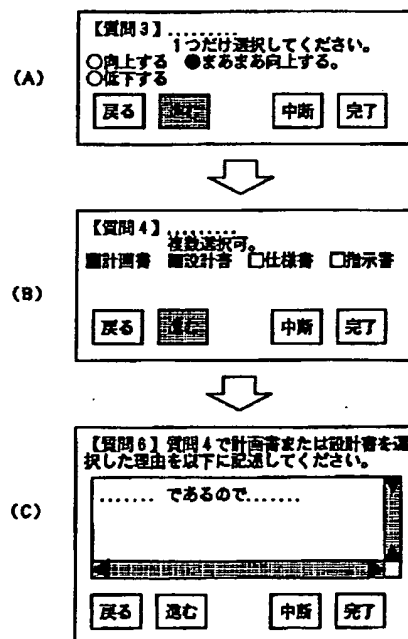 【質問3】.........
1つだけ選択してください。
(A)
○向上する ●まあまあ向上する。
○低下する
戻る 進む 中断 完了
【質問4】.........
複数選択可。
■計画書 ■設計書 □仕様書 □指示書
(B)
戻る 進む 中断 完了
【質問6】質問4で計画書または設計書を選
択した理由を以下に記述してください。
(C)
....... であるので.......
戻る 進む 中断 完了